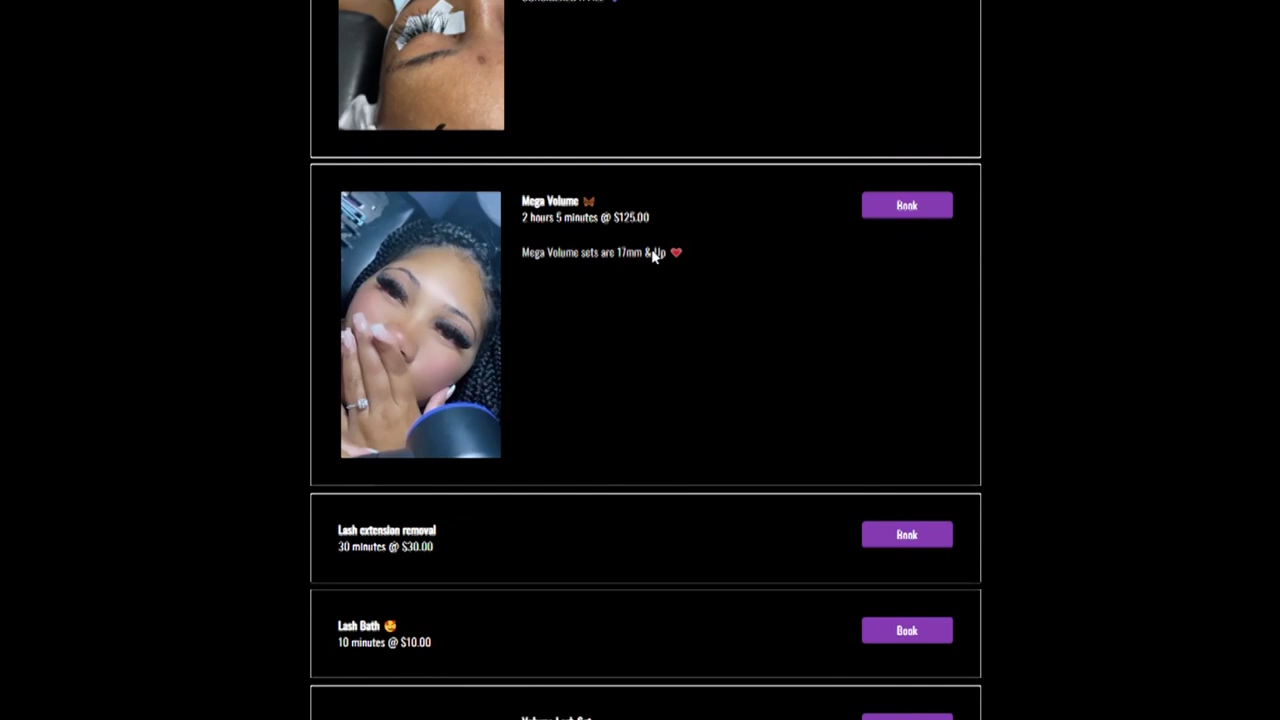 Mega Volume 🦋
2 hours 5 minutes @ $125.00
Book
Mega Volume sets are 17mm & Up ❤️
Lash extension removal
30 minutes @ $30.00
Book
Lash Bath 🥰
10 minutes @ $10.00
Book